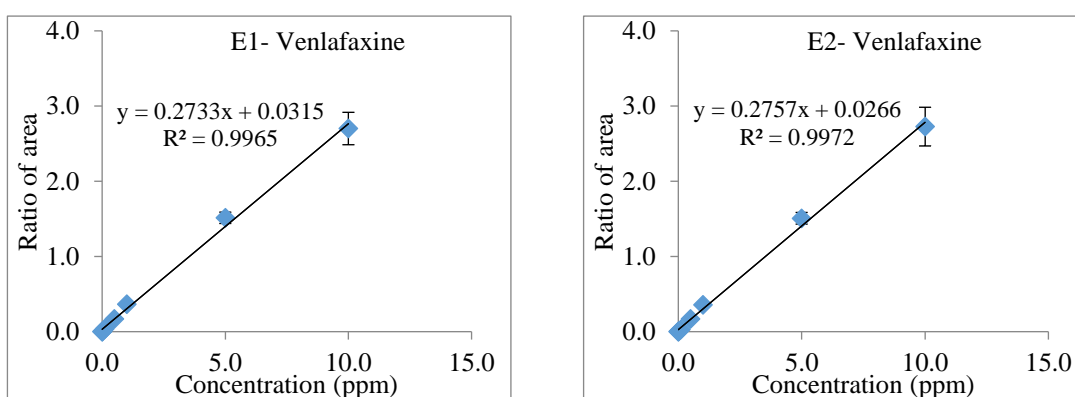 E1- Venlafaxine
4.0
3.0
2.0
1.0
0.0
Ratio of area
y = 0.2733x + 0.0315
R² = 0.9965
0.0 5.0 10.0 15.0
Concentration (ppm)
E2- Venlafaxine
4.0
3.0
2.0
1.0
0.0
Ratio of area
y = 0.2757x + 0.0266
R² = 0.9972
0.0 5.0 10.0 15.0
Concentration (ppm)